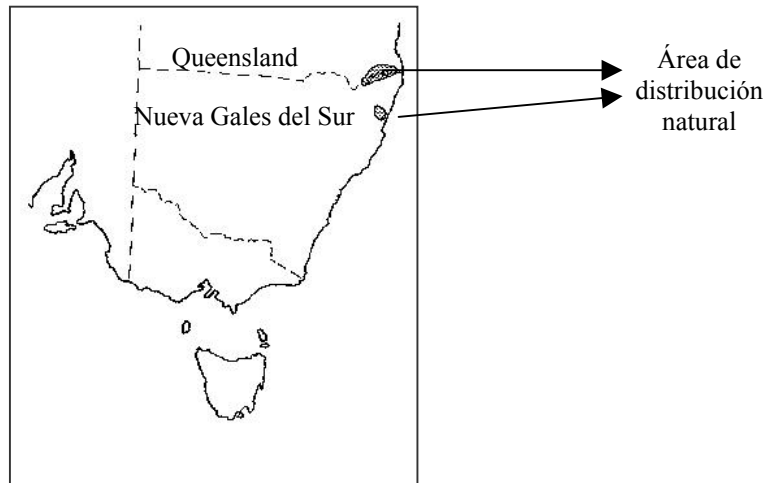 Queensland
Nueva Gales del Sur
Área de
distribución
natural